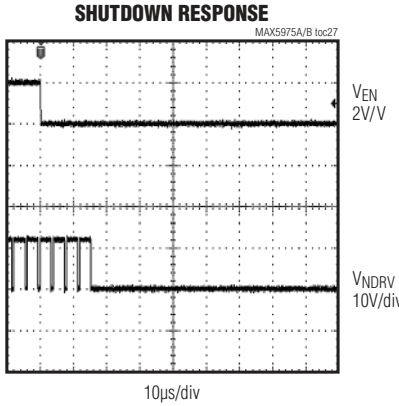 SHUTDOWN RESPONSE
MAX5975A/B toc27
T
VEN
2V/V
VNDRV
10V/div
10µs/div